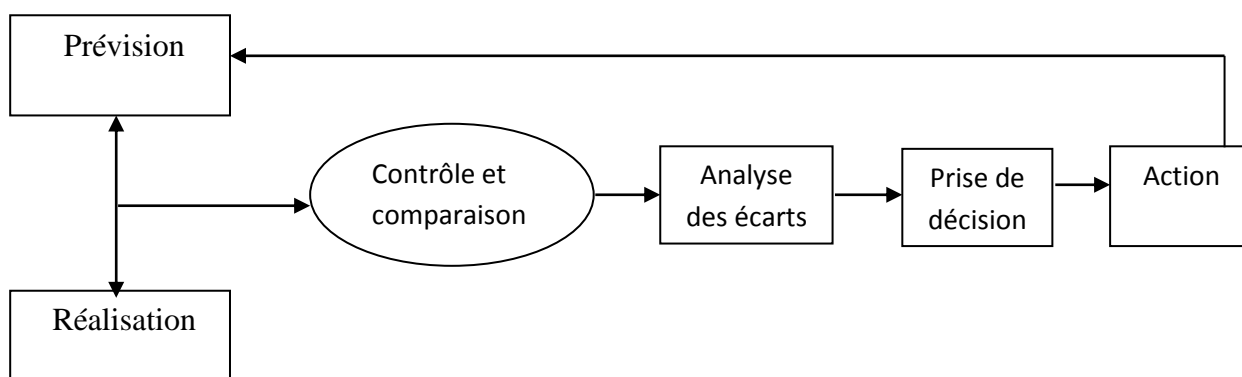 Prévision
Contrôle et
comparaison
Analyse
des écarts
Prise de
décision
Action
Réalisation